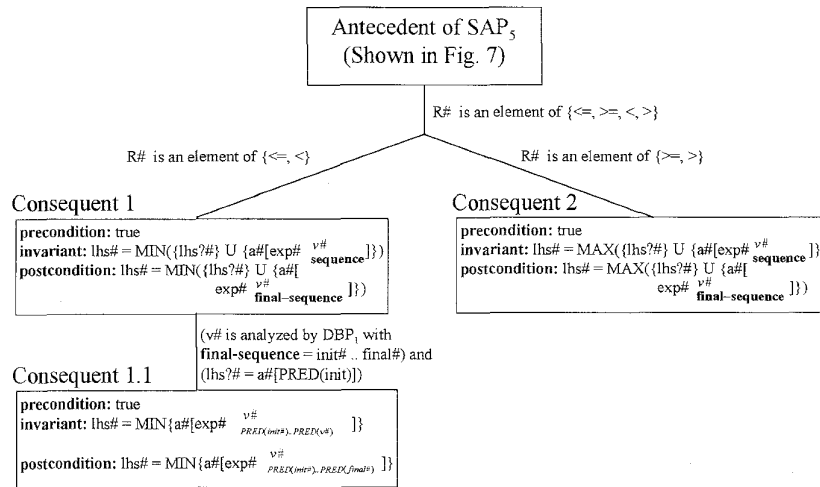 Antecedent of SAP5
(Shown in Fig. 7)
R# is an element of {<=, >=, <, >}
R# is an element of {<=, <}
R# is an element of {>=, >}
Consequent 1
precondition: true
invariant: lhs# = MIN({lhs?#} U {a#[exp# v# sequence ]})
postcondition: lhs# = MIN({lhs?#} U {a#[
exp# v# final-sequence ]})
Consequent 2
precondition: true
invariant: lhs# = MAX({lhs?#} U {a#[exp# v# sequence ]}
postcondition: lhs# = MAX({lhs?#} U {a#[
exp# v# final-sequence ]})
(v# is analyzed by DBP1 with
final-sequence = init# .. final#) and
(lhs?# = a#[PRED(init)])
Consequent 1.1
precondition: true
invariant: lhs# = MIN{a#[exp# v# PRED(init#)..PRED(v#) ]}
postcondition: lhs# = MIN{a#[exp# v# PRED(init#)..PRED(final#) ]}